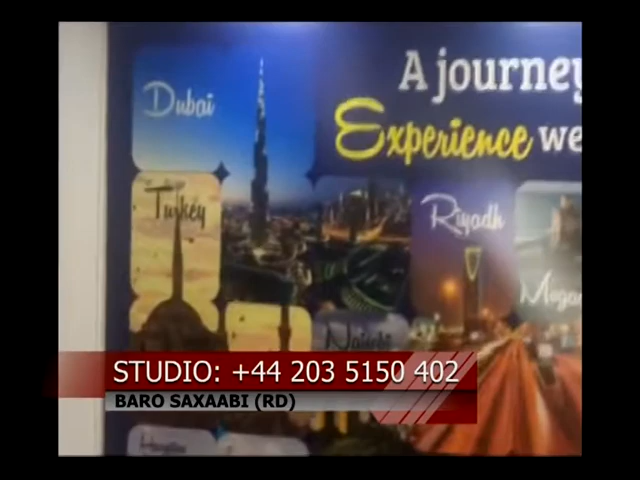 A journey
Dubai
Experience we
Turkey
Riyadh
STUDIO: +44 203 5150 402
BARO SAXAABI (RD)